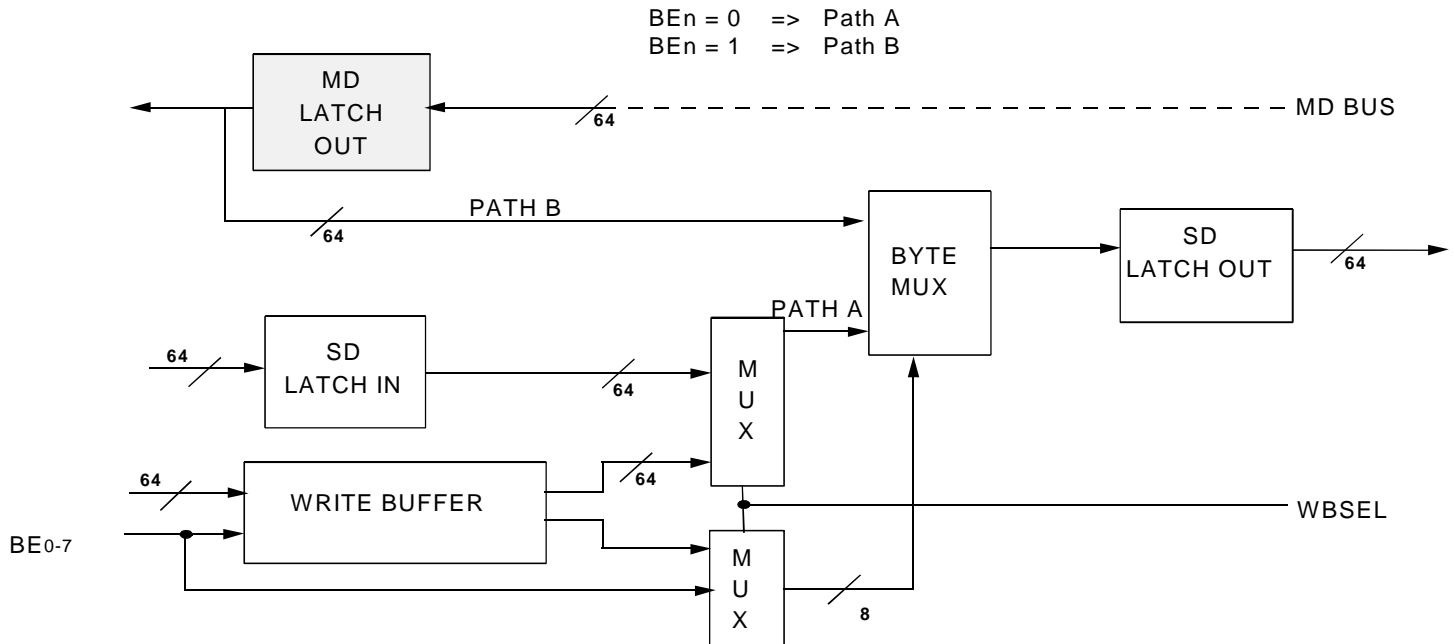 BEn = 0 => Path A
BEn = 1 => Path B
MD
LATCH
OUT
64
MD BUS
PATH B
64
BYTE
MUX
SD
LATCH OUT
64
PATH A
64
SD
LATCH IN
64
M
U
X
64
WRITE BUFFER
64
WBSEL
BE0-7
M
U
X
8